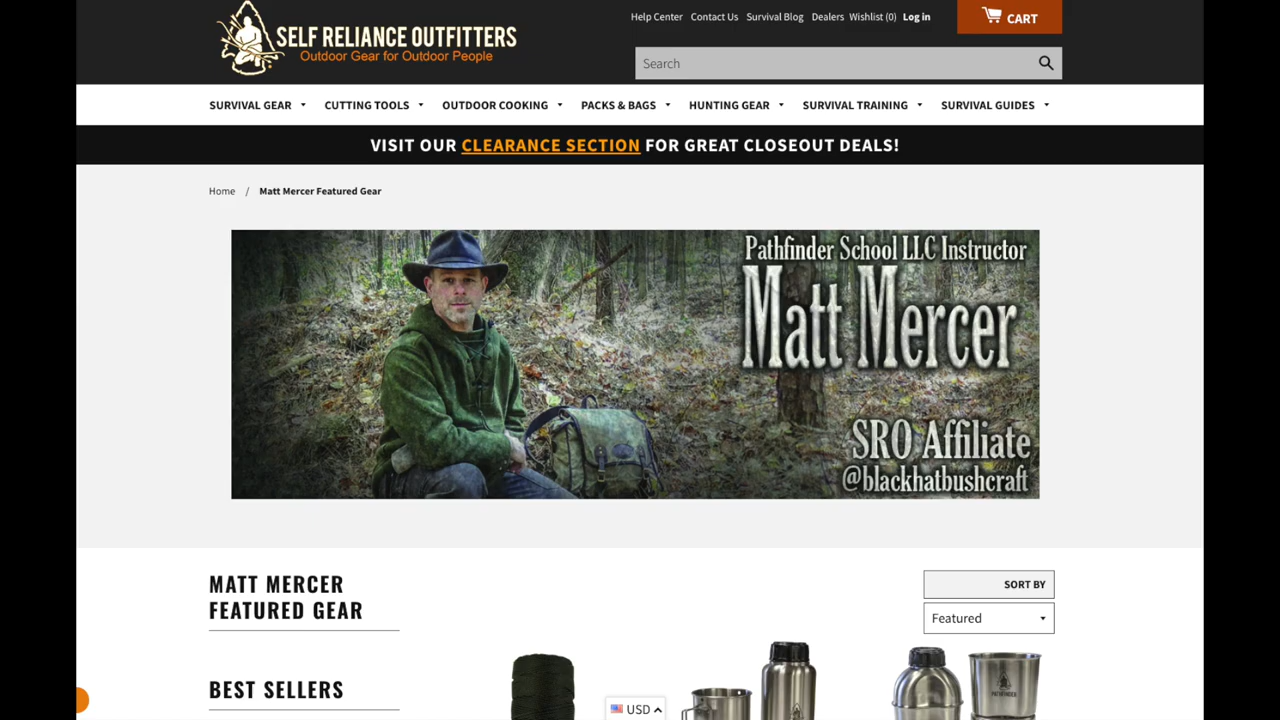 SELF RELIANCE OUTFITTERS
Outdoor Gear for Outdoor People
Help Center Contact Us Survival Blog Dealers Wishlist (0) Log in
CART
Search
SURVIVAL GEAR CUTTING TOOLS OUTDOOR COOKING PACKS & BAGS HUNTING GEAR SURVIVAL TRAINING SURVIVAL GUIDES
VISIT OUR CLEARANCE SECTION FOR GREAT CLOSEOUT DEALS!
Home / Matt Mercer Featured Gear
Pathfinder School LLC Instructor
Matt Mercer
SRO Affiliate
@blackhatbushcraft
MATT MERCER
FEATURED GEAR
SORT BY
Featured
BEST SELLERS
PATHFINDER
USD